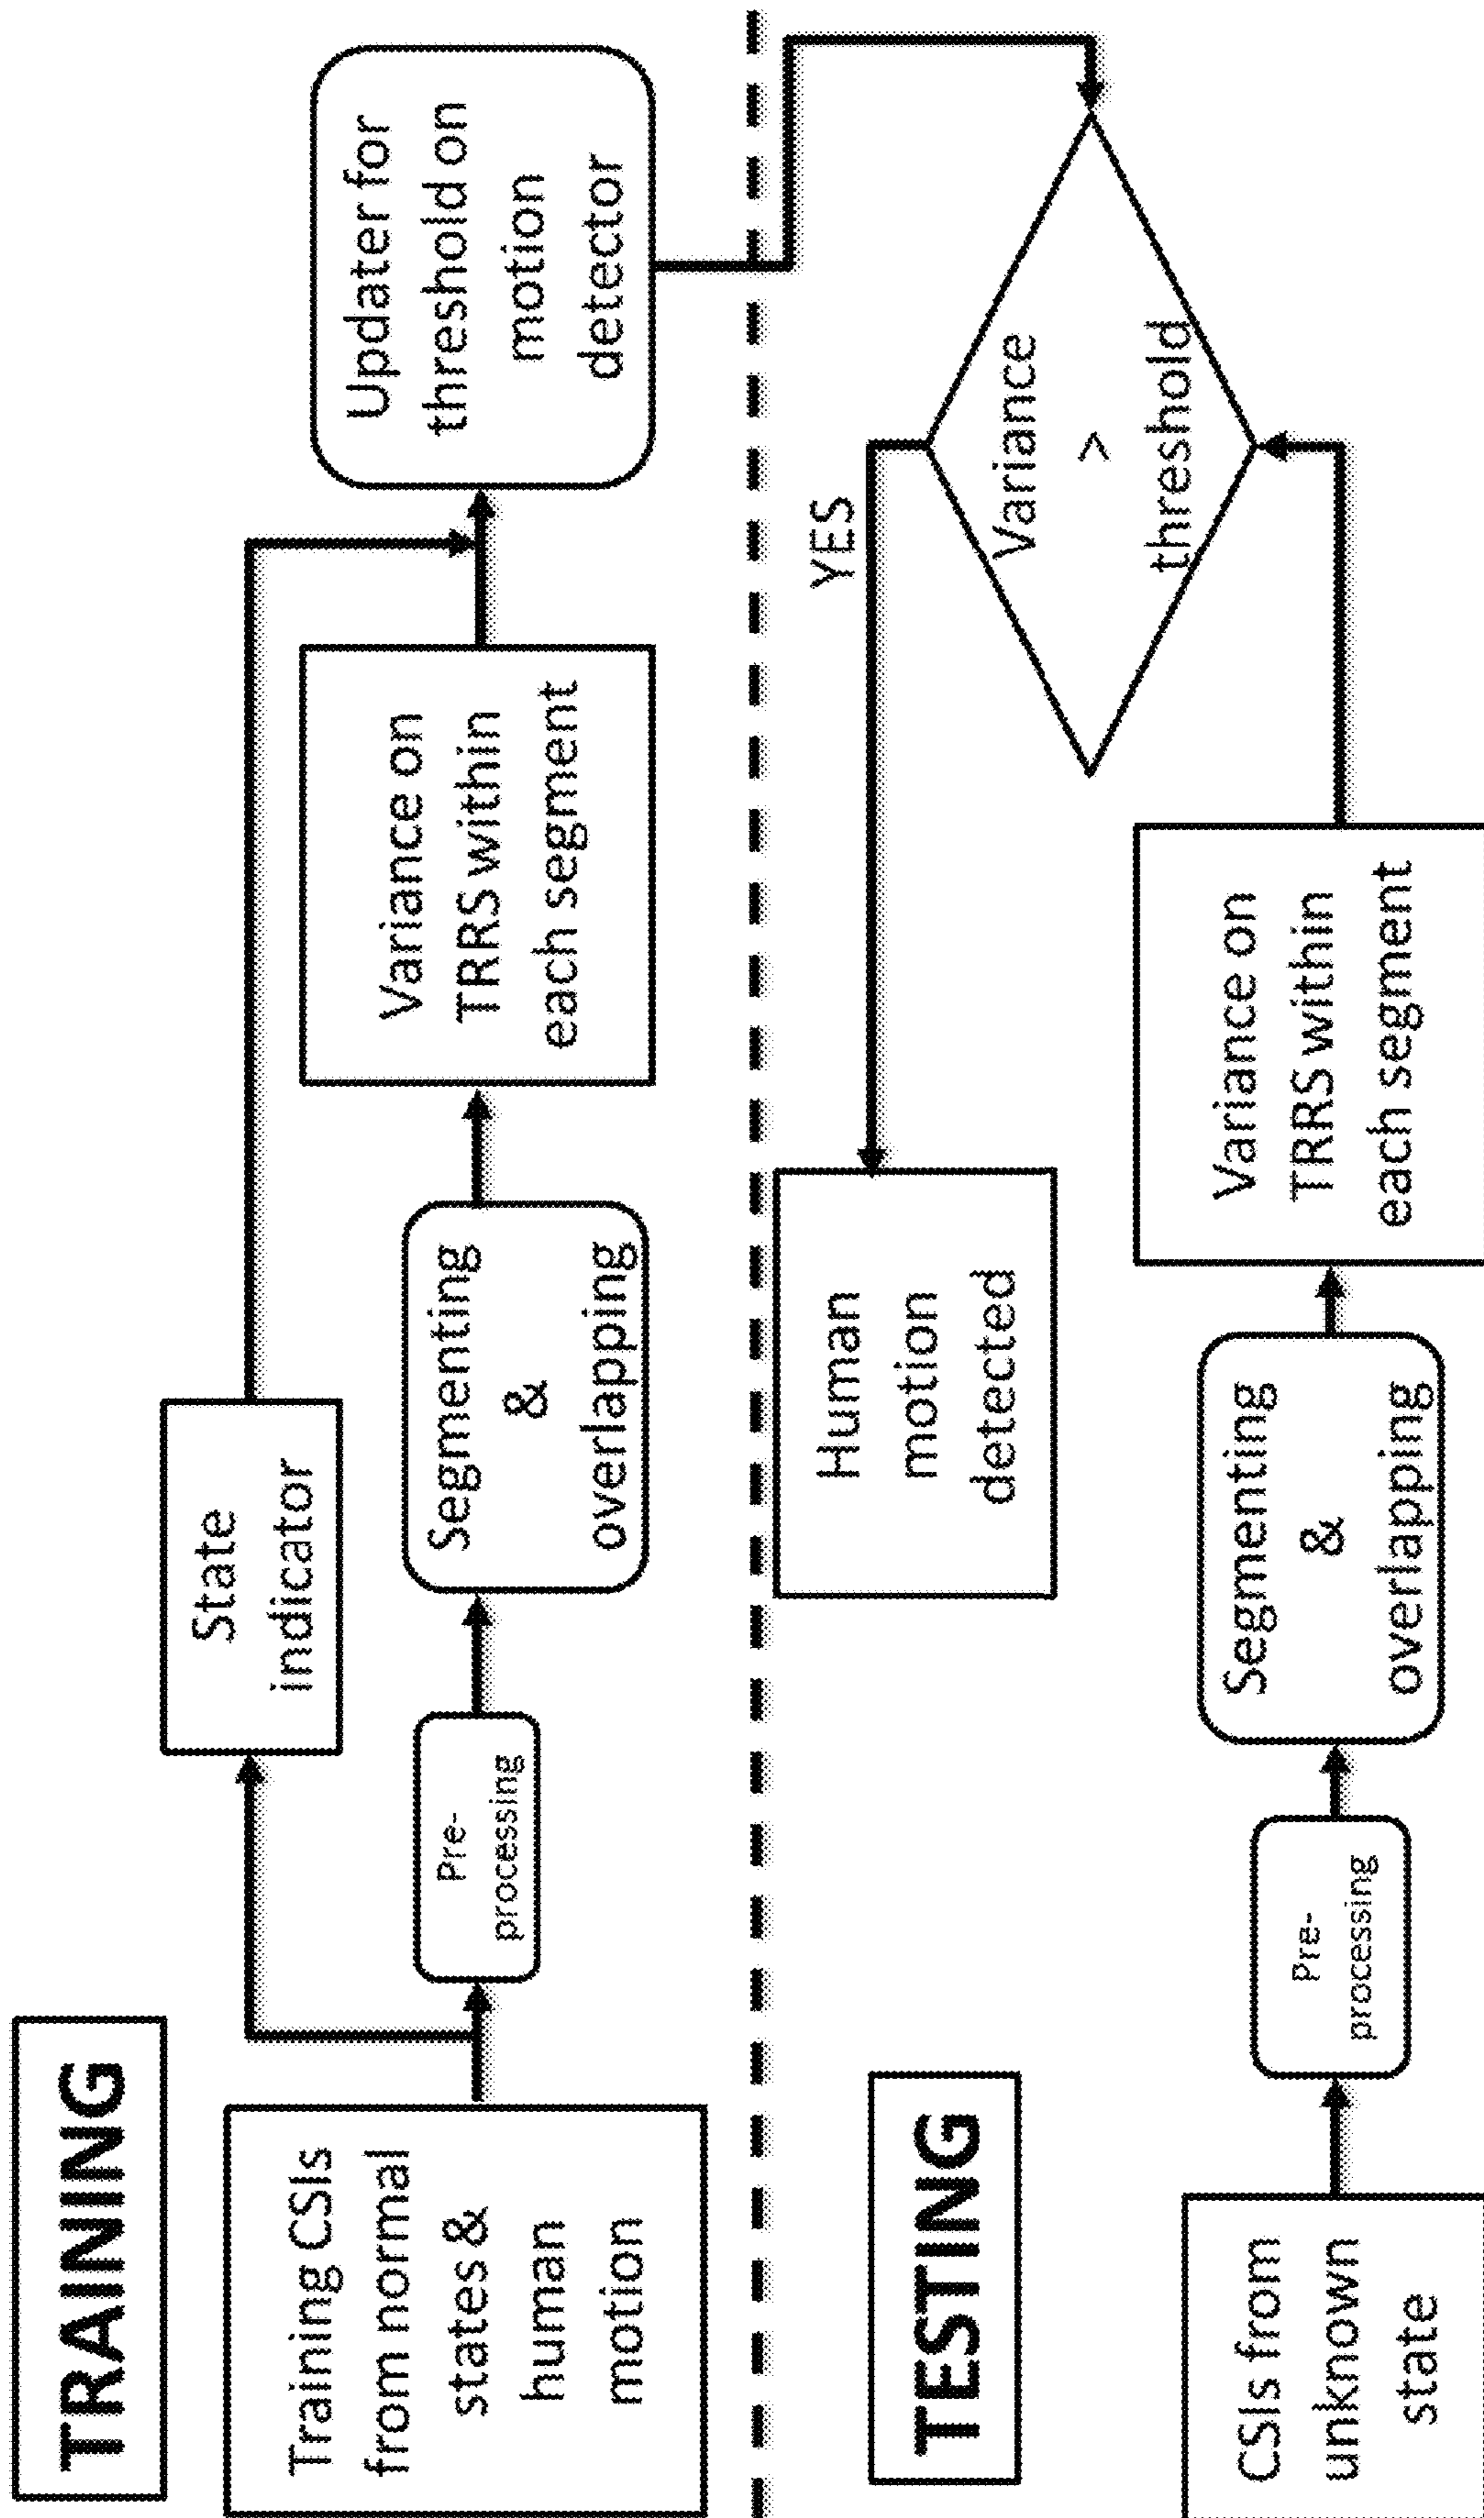 TRAINING
Training CSIs
from normal
states &
human
motion
State
indicator
Pre-
processing
Segmenting
&
overlapping
Variance on
TRRS within
each segment
Updater for
threshold on
motion
detector
TESTING
CSIs from
unknown
state
Pre-
processing
Segmenting
&
overlapping
Variance on
TRRS within
each segment
Variance
>
threshold
YES
Human
motion
detected